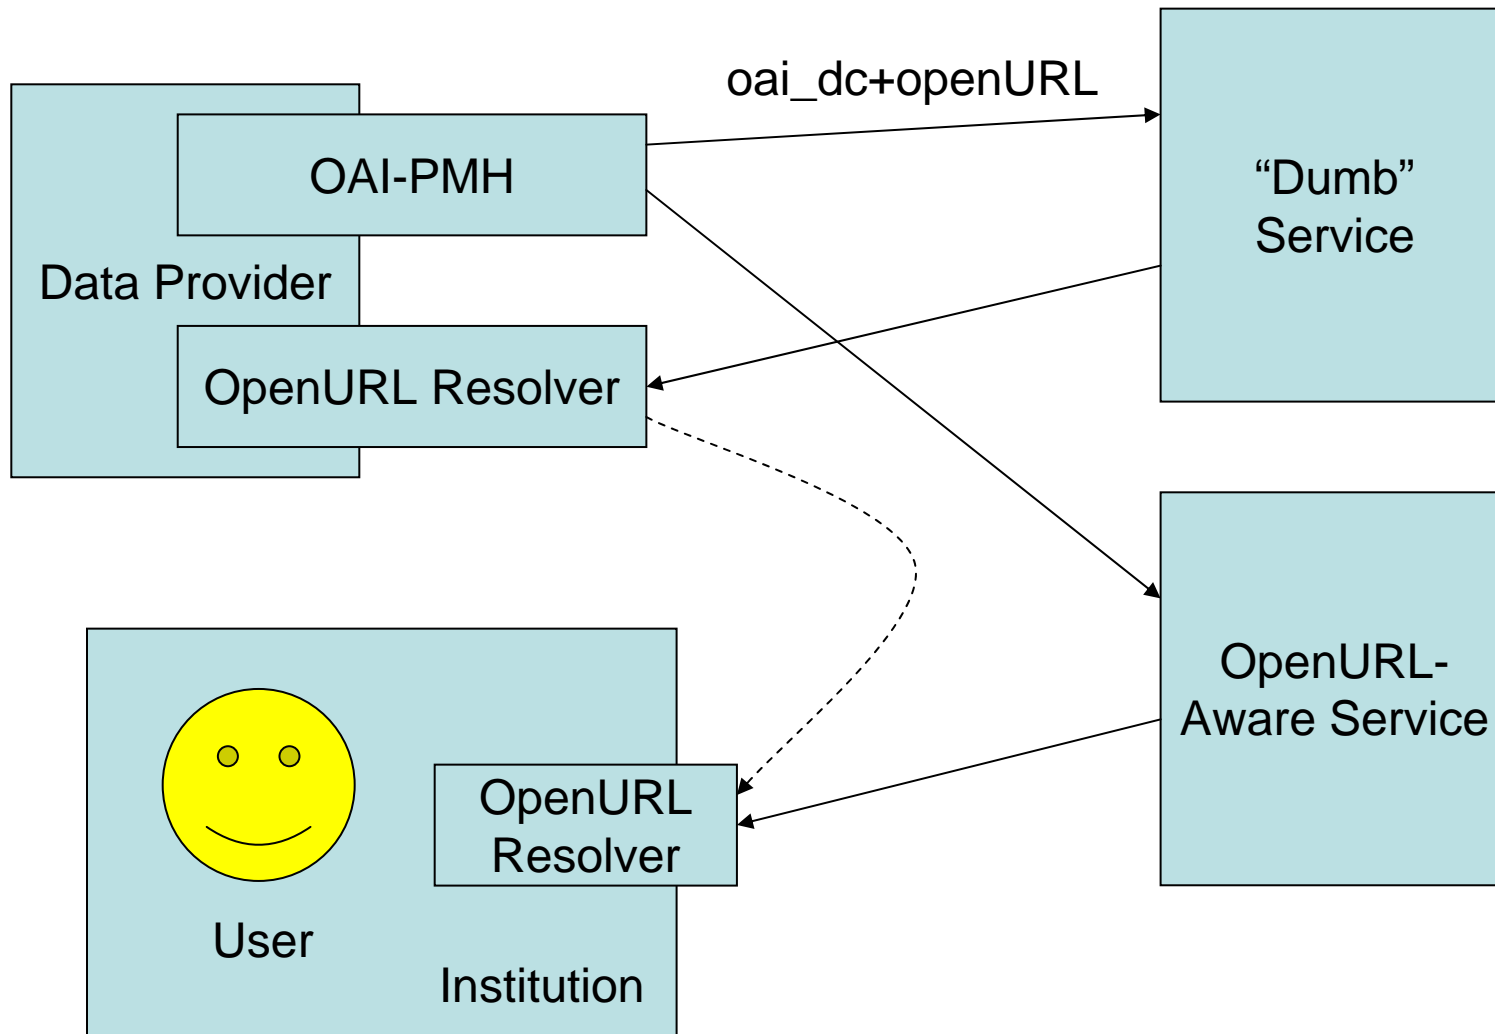 oai_dc+openURL
OAI-PMH
Data Provider
OpenURL Resolver
“Dumb”
Service
OpenURL-
Aware Service
OpenURL
Resolver
User
Institution